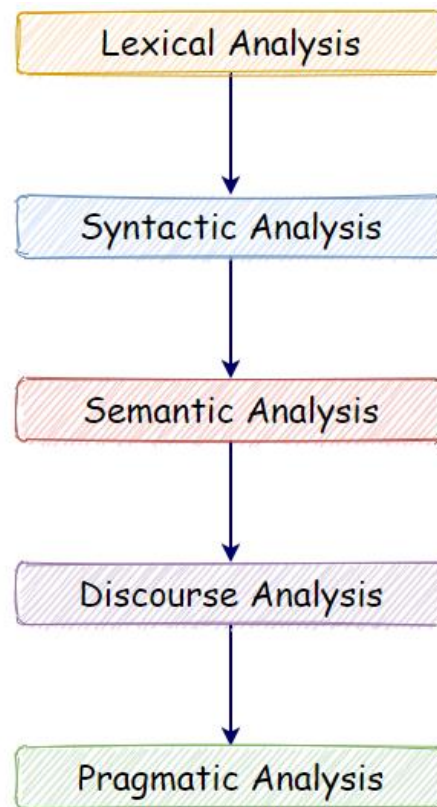 Lexical Analysis
Syntactic Analysis
Semantic Analysis
Discourse Analysis
Pragmatic Analysis